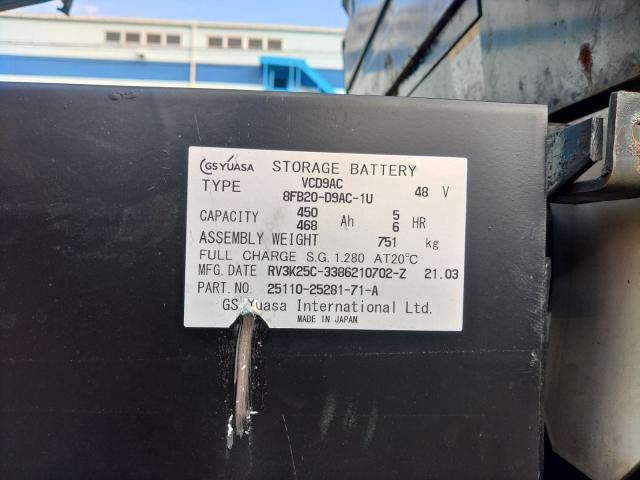 GS YUASA STORAGE BATTERY
TYPE VCD9AC 48 V
8FB20-D9AC-1U
CAPACITY 450 Ah 5 HR
468 6
ASSEMBLY WEIGHT 751 kg
FULL CHARGE S.G. 1.280 AT20℃
MFG. DATE RV3K25C-3386210702-Z 21.03
PART. NO. 25110-25281-71-A
GS Yuasa International Ltd.
MADE IN JAPAN